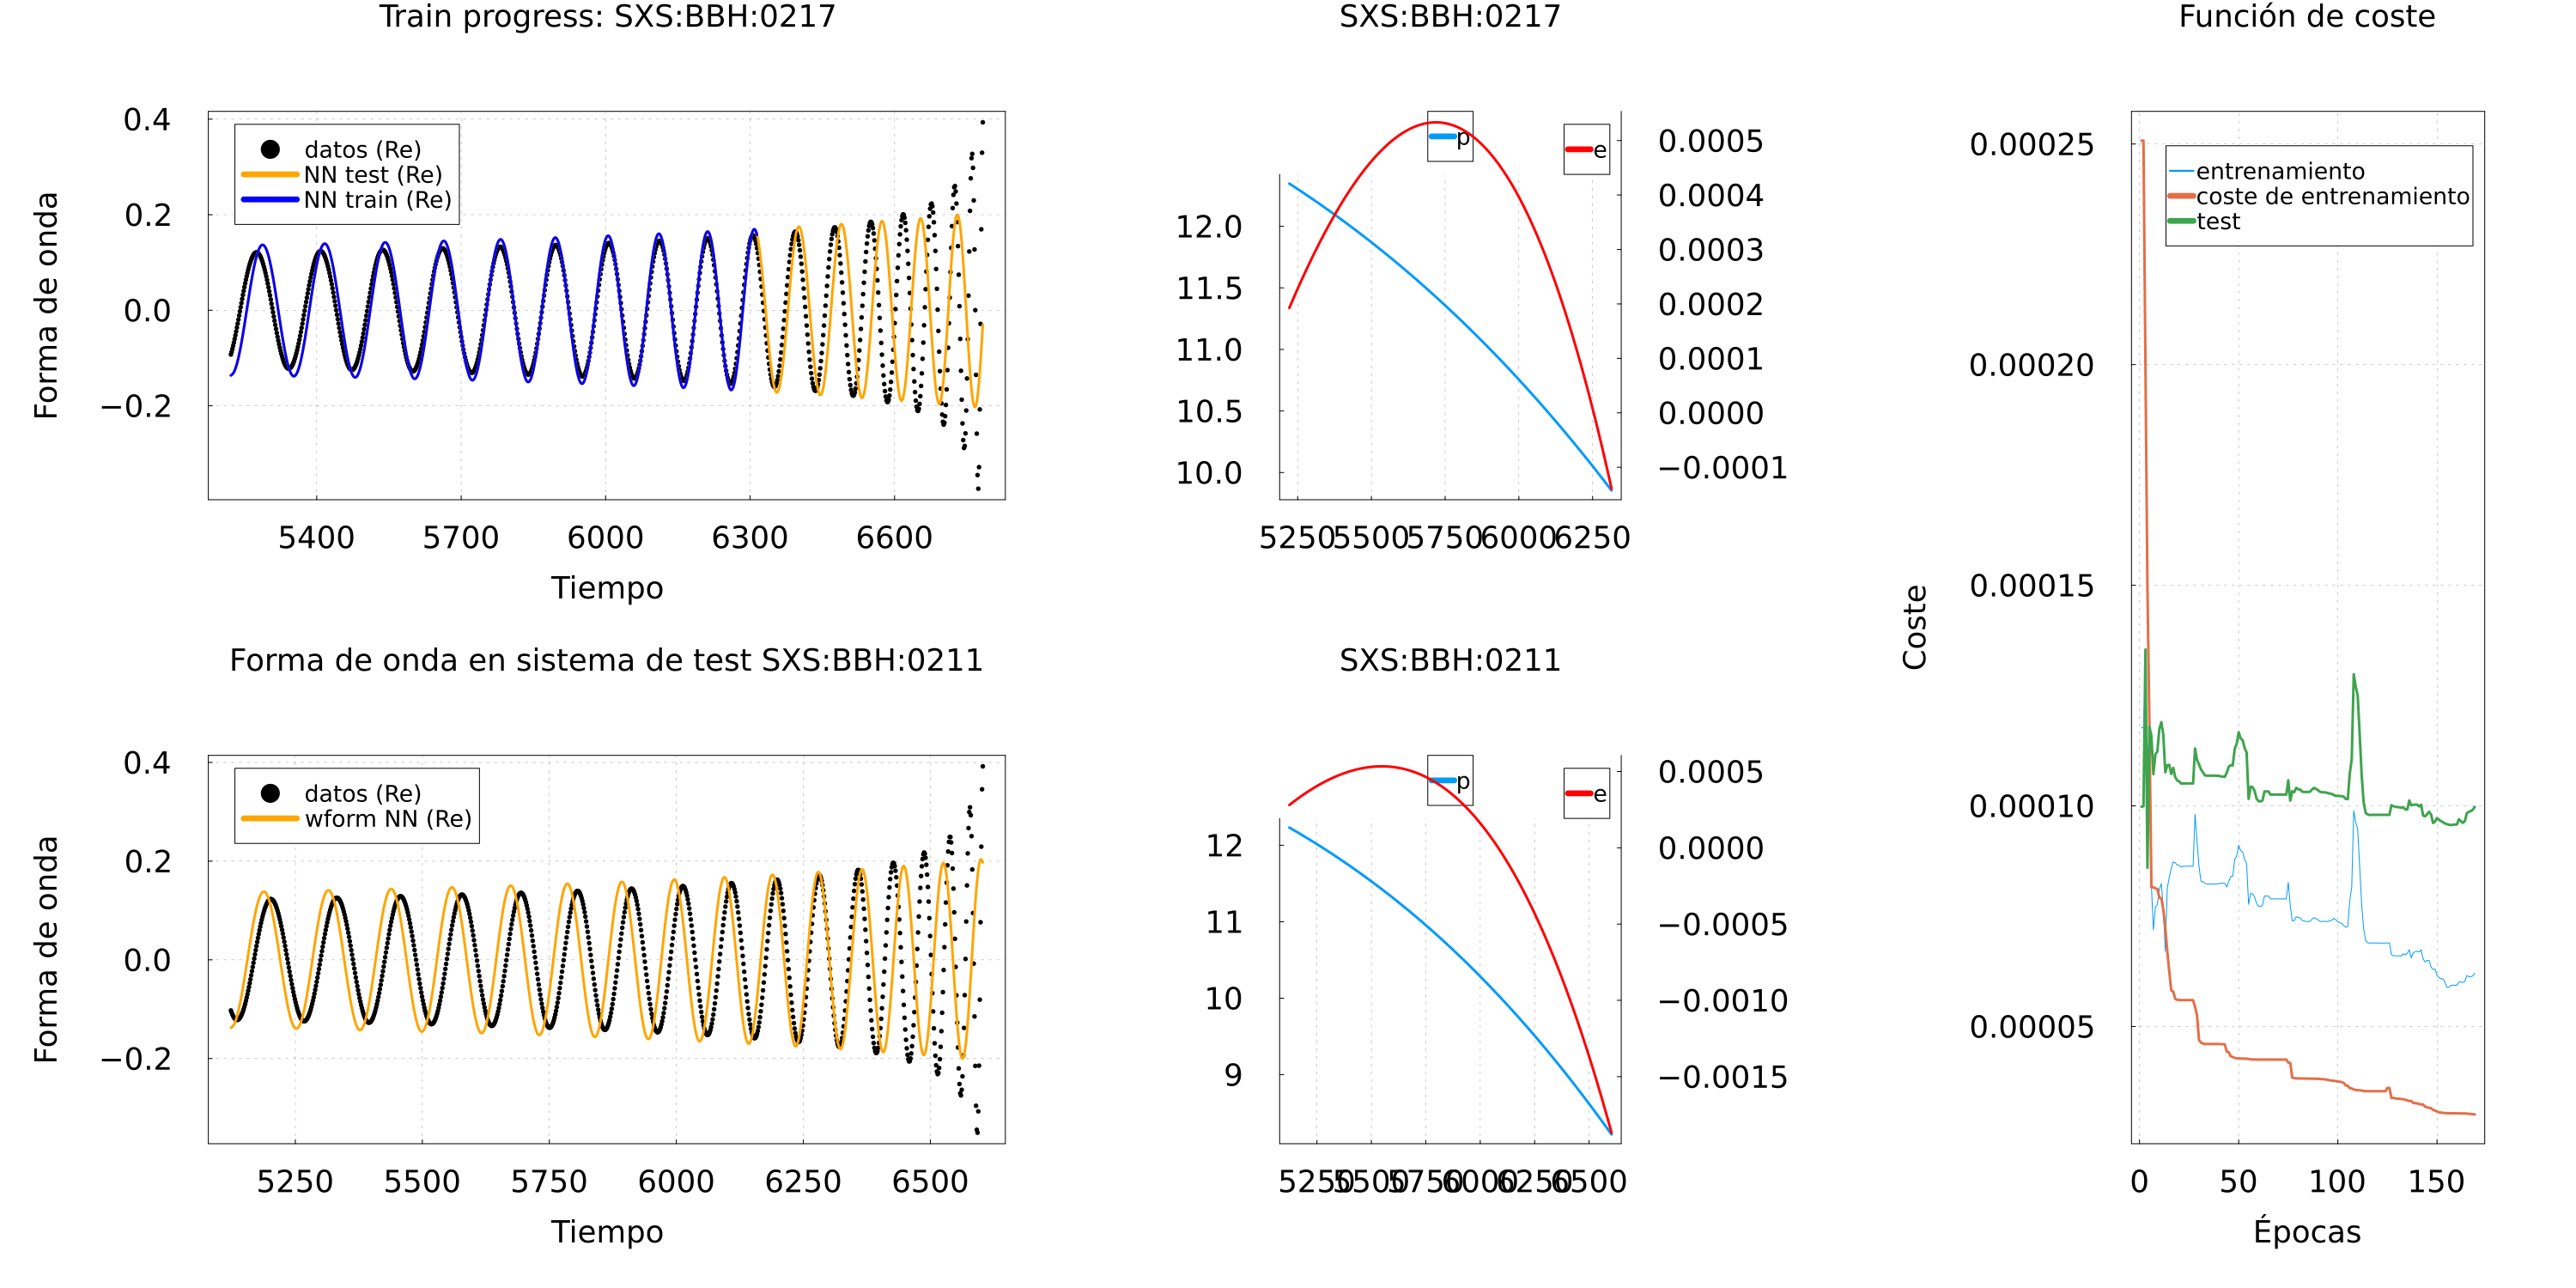 Train progress: SXS:BBH:0217
SXS:BBH:0217
Función de coste
Forma de onda
0.4
0.2
0.0
−0.2
datos (Re)
NN test (Re)
NN train (Re)
5400
5700
6000
6300
6600
Tiempo
12.0
11.5
11.0
10.5
10.0
p
e
0.0005
0.0004
0.0003
0.0002
0.0001
0.0000
−0.0001
5250
5500
5750
6000
6250
Forma de onda en sistema de test SXS:BBH:0211
SXS:BBH:0211
Forma de onda
0.4
0.2
0.0
−0.2
datos (Re)
wform NN (Re)
5250
5500
5750
6000
6250
6500
Tiempo
12
11
10
9
p
e
0.0005
0.0000
−0.0005
−0.0010
−0.0015
5250
5500
5750
6000
6250
6500
Coste
0.00025
0.00020
0.00015
0.00010
0.00005
entrenamiento
coste de entrenamiento
test
0
50
100
150
Épocas